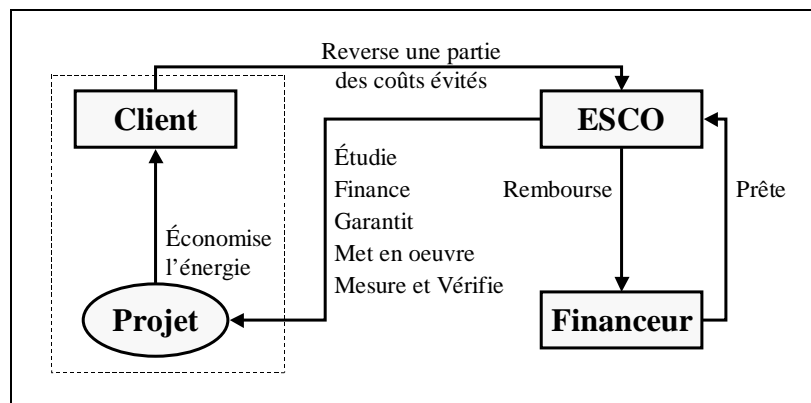 Reverse une partie
des coûts évités
Client
ESCO
Étudie
Finance
Garantit
Met en oeuvre
Mesure et Vérifie
Rembourse
Prête
Économise
l'énergie
Projet
Financeur